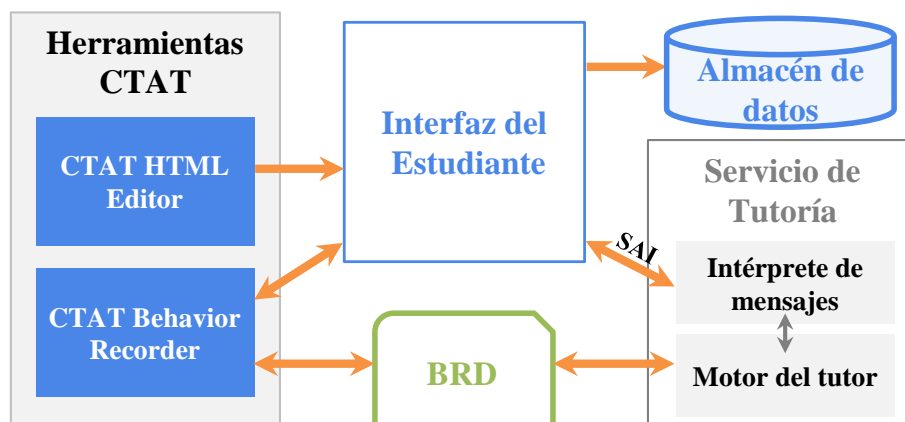 Herramientas
CTAT
CTAT HTML
Editor
CTAT Behavior
Recorder
Interfaz del
Estudiante
Almacén de
datos
Servicio de
Tutoría
SAI
Intérprete de
mensajes
Motor del tutor
BRD